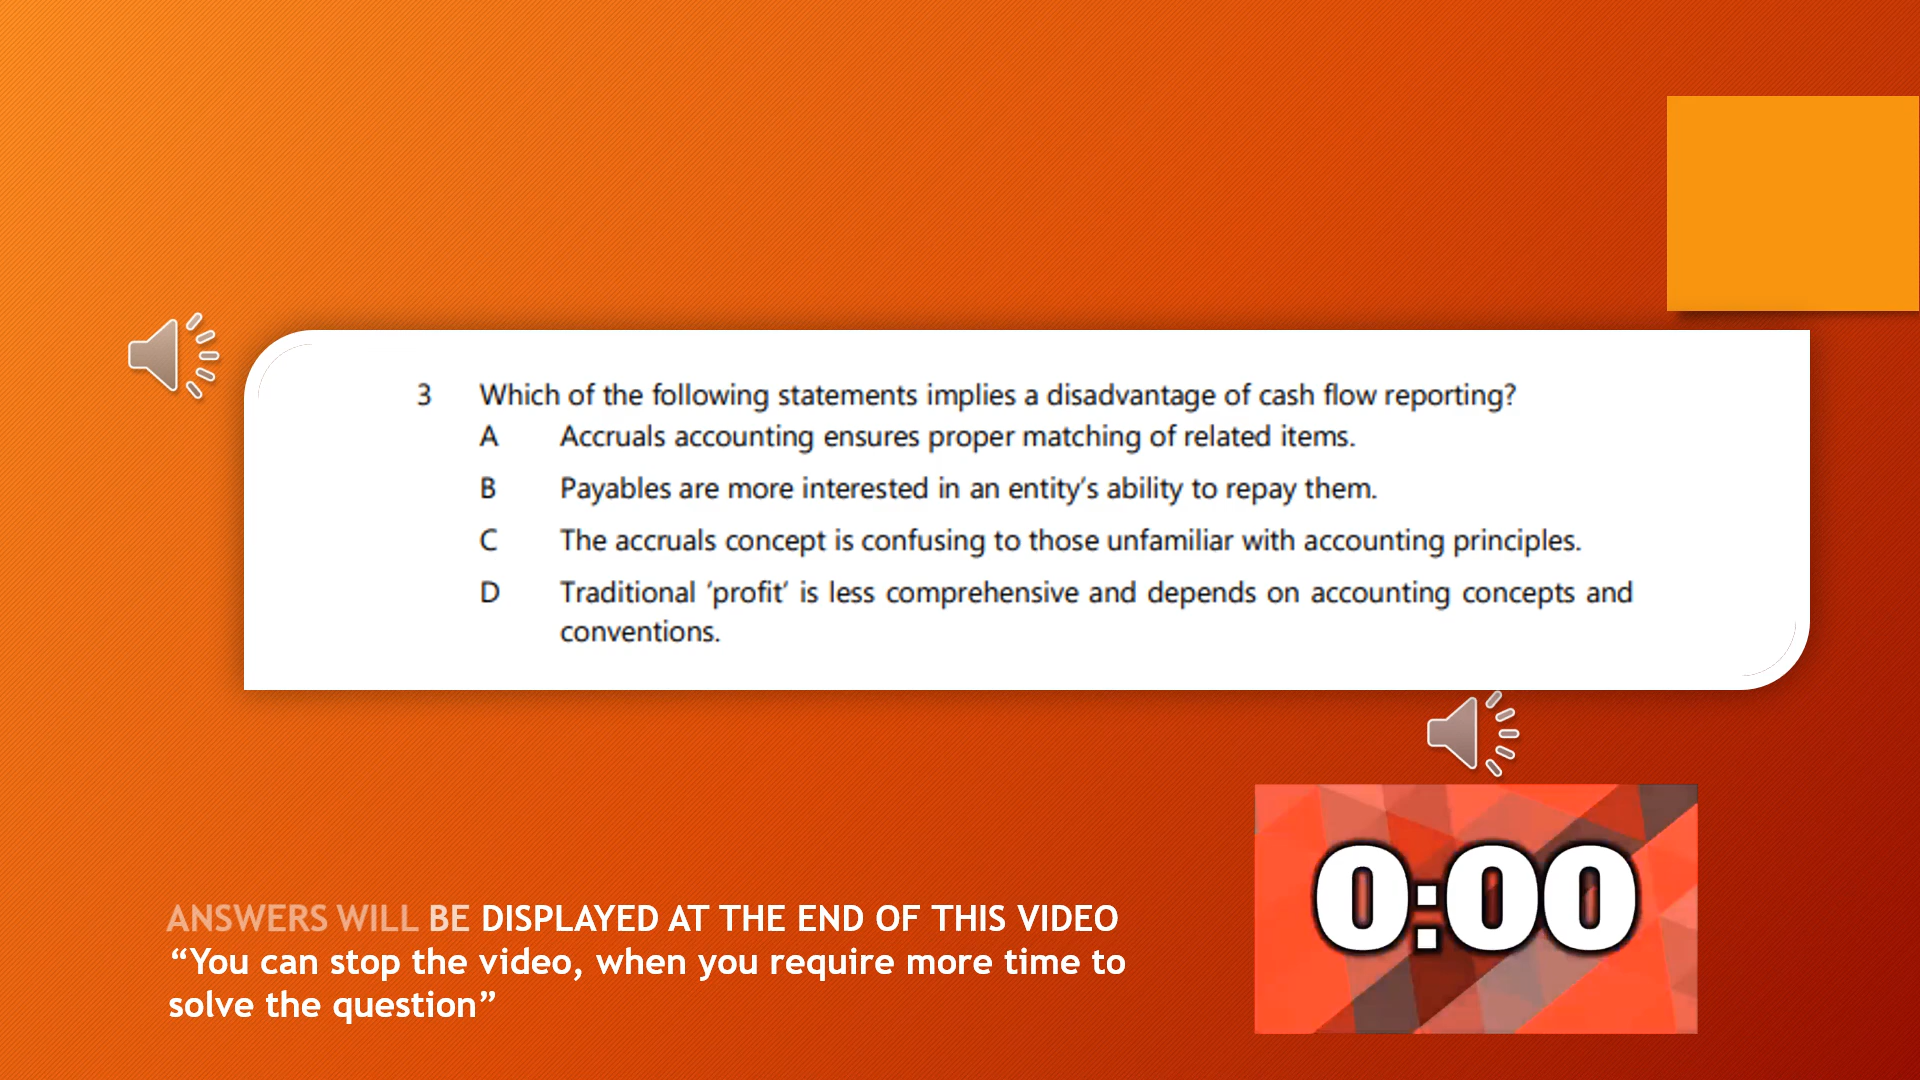 3 Which of the following statements implies a disadvantage of cash flow reporting?
A Accruals accounting ensures proper matching of related items.
B Payables are more interested in an entity’s ability to repay them.
C The accruals concept is confusing to those unfamiliar with accounting principles.
D Traditional ‘profit’ is less comprehensive and depends on accounting concepts and
conventions.
0:00
ANSWERS WILL BE DISPLAYED AT THE END OF THIS VIDEO
“You can stop the video, when you require more time to
solve the question”